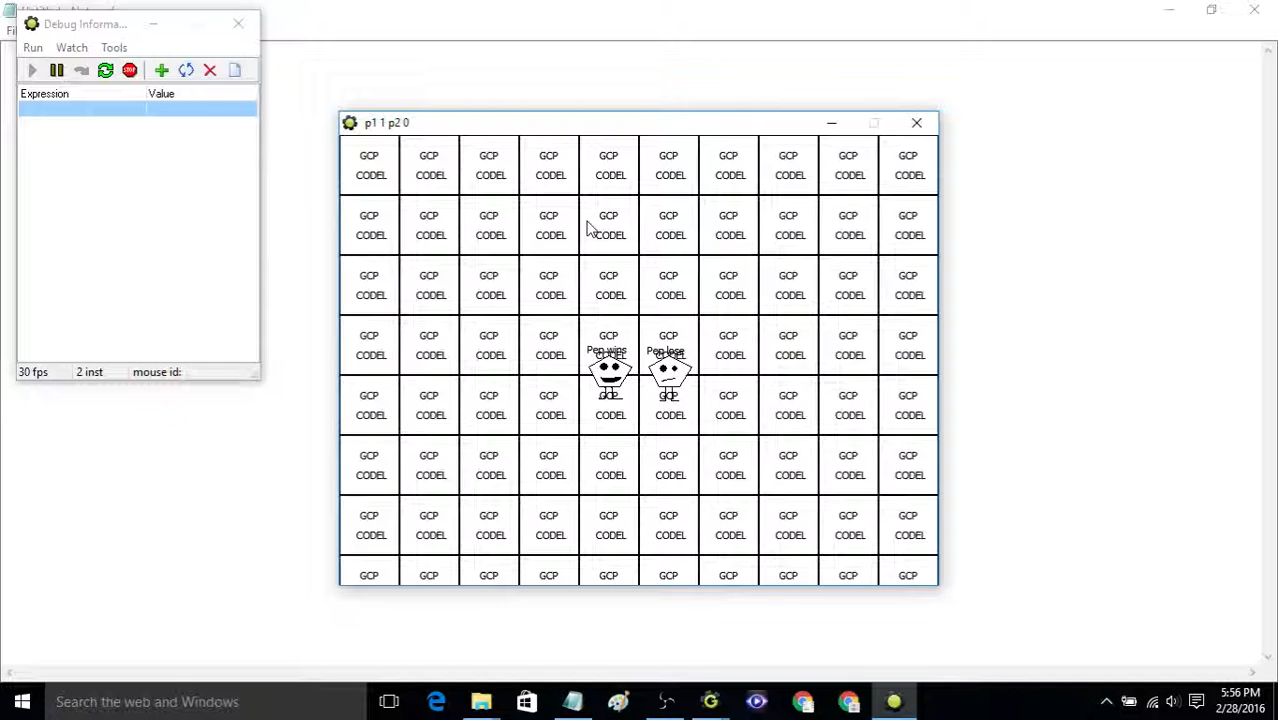 Debug Informa...
Run Watch Tools
STOP
Expression Value
30 fps 2 inst mouse id:
p1 1 p2 0
GCP GCP GCP GCP GCP GCP GCP GCP GCP GCP
CODEL CODEL CODEL CODEL CODEL CODEL CODEL CODEL CODEL CODEL
GCP GCP GCP GCP GCP GCP GCP GCP GCP GCP
CODEL CODEL CODEL CODEL CODEL CODEL CODEL CODEL CODEL CODEL
GCP GCP GCP GCP GCP GCP GCP GCP GCP GCP
CODEL CODEL CODEL CODEL CODEL CODEL CODEL CODEL CODEL CODEL
GCP GCP GCP GCP GCP GCP GCP GCP GCP GCP
Pen wins Pen lose
CODEL CODEL CODEL CODEL CODEL CODEL CODEL CODEL CODEL CODEL
GCP GCP GCP GCP GCP GCP GCP GCP GCP GCP
CODEL CODEL CODEL CODEL CODEL CODEL CODEL CODEL CODEL CODEL
GCP GCP GCP GCP GCP GCP GCP GCP GCP GCP
CODEL CODEL CODEL CODEL CODEL CODEL CODEL CODEL CODEL CODEL
GCP GCP GCP GCP GCP GCP GCP GCP GCP GCP
CODEL CODEL CODEL CODEL CODEL CODEL CODEL CODEL CODEL CODEL
GCP GCP GCP GCP GCP GCP GCP GCP GCP GCP
Search the web and Windows
5:56 PM
2/28/2016